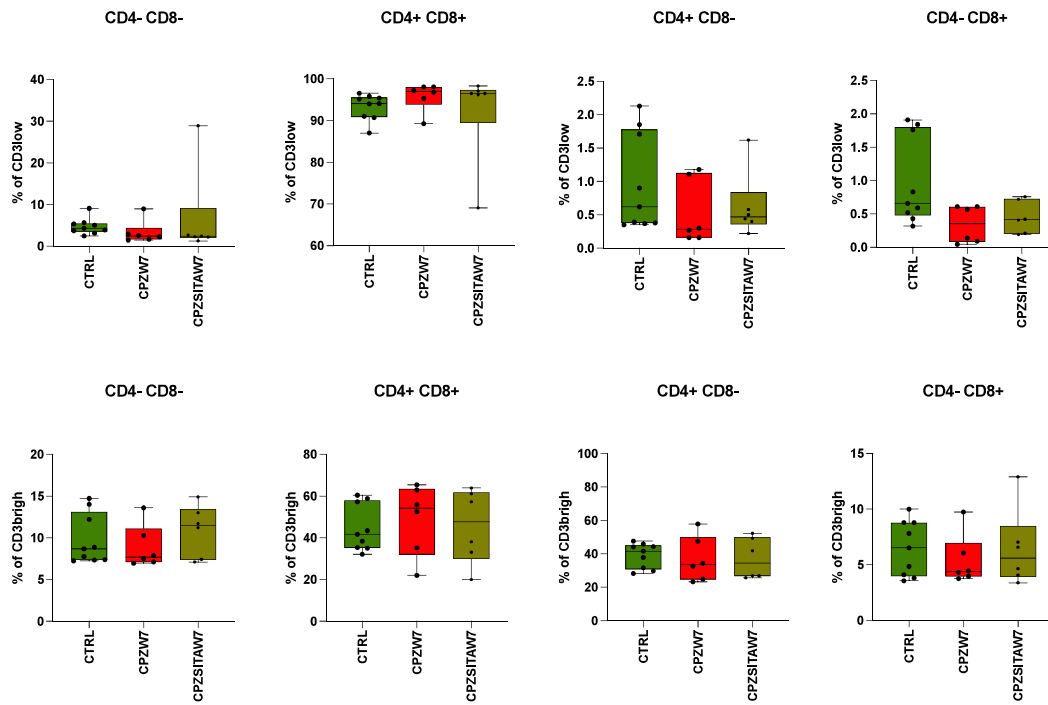 CD4- CD8-
% of CD3low
40
30
20
10
0
CTRL
CPZW7
CPZSITAW7
CD4+ CD8+
% of CD3low
100
90
80
70
60
CTRL
CPZW7
CPZSITAW7
CD4+ CD8-
% of CD3low
2.5
2.0
1.5
1.0
0.5
0.0
CTRL
CPZW7
CPZSITAW7
CD4- CD8+
% of CD3low
2.5
2.0
1.5
1.0
0.5
0.0
CTRL
CPZW7
CPZSITAW7
CD4- CD8-
% of CD3brigh
20
15
10
5
0
CTRL
CPZW7
CPZSITAW7
CD4+ CD8+
% of CD3brigh
80
60
40
20
0
CTRL
CPZW7
CPZSITAW7
CD4+ CD8-
% of CD3brigh
100
80
60
40
20
0
CTRL
CPZW7
CPZSITAW7
CD4- CD8+
% of CD3brigh
15
10
5
0
CTRL
CPZW7
CPZSITAW7